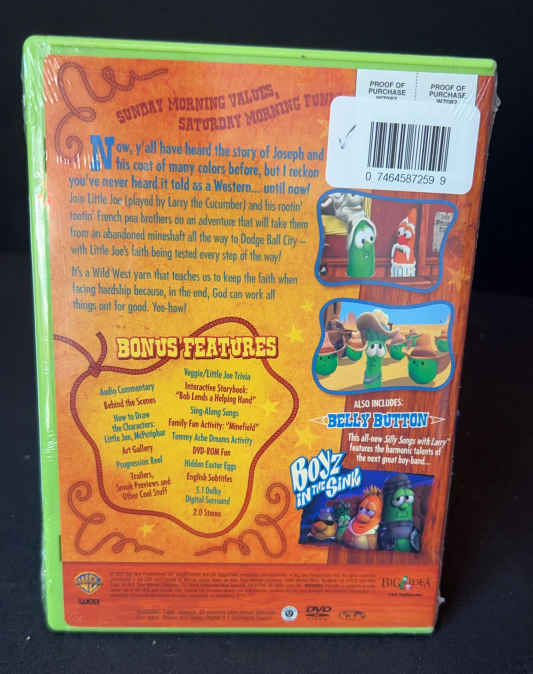 PROOF OF
PURCHASE
PROOF OF
PURCHASE
0 74645 87259 9
SUNDAY MORNING VALUES,
SATURDAY MORNING FUN!
Now, y'all have heard the story of Joseph and
his coat of many colors before, but I reckon
you've never heard it told as a Western... until now!
Join Little Joe (played by Larry the Cucumber) and his rootin'
tootin' French pea brothers on an adventure that will take them
from an abandoned mineshaft all the way to Dodge Ball City –
with Little Joe's faith being tested every step of the way!
It's a Wild West yarn that teaches us to keep the faith when
facing hardship because, in the end, God can work all
things out for good. Yee-haw!
BONUS FEATURES
Audio Commentary
Behind the Scenes
How to Draw
the Characters:
Little Joe, McPotiphar
Art Gallery
Progression Reel
Trailers,
Sneak Previews and
Other Cool Stuff
Veggie/Little Joe Trivia
Interactive Storybook:
"Bob Lends a Helping Hand"
Sing-Along Songs
Family Fun Activity: "Minefield"
Tummy Ache Dreams Activity
DVD-ROM Fun
Hidden Easter Eggs
English Subtitles
5.1 Dolby
Digital Surround
2.0 Stereo
ALSO INCLUDES:
BELLY BUTTON
This all-new Silly Songs with Larry
features the harmonic talents of
the next great boy-band...
BOYZ
IN THE SINK
BIG IDEA
DVD